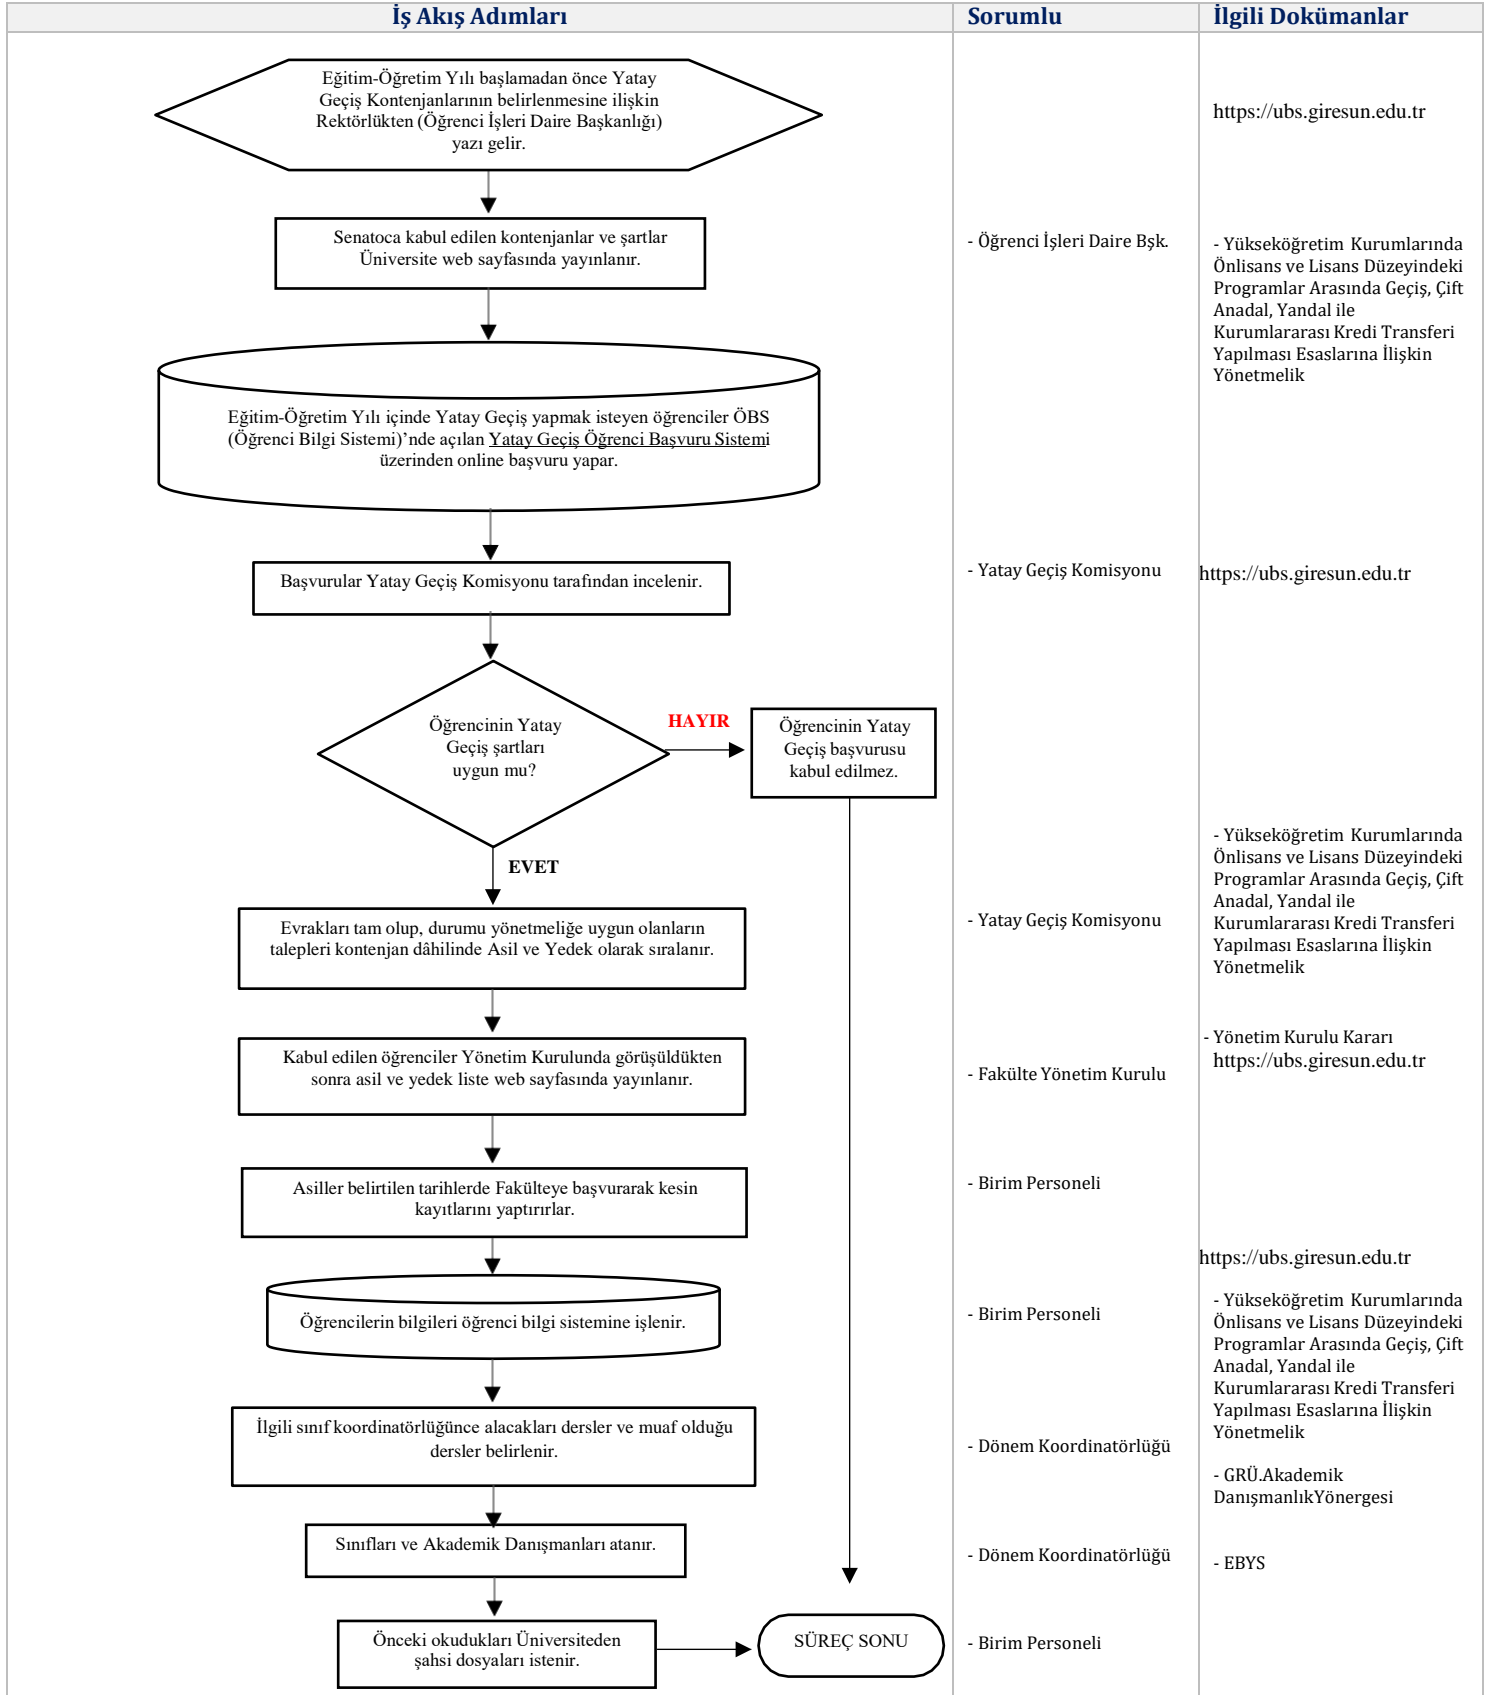 İş Akış Adımları
Sorumlu
İlgili Dokümanlar
Eğitim-Öğretim Yılı başlamadan önce Yatay
Geçiş Kontenjanlarının belirlenmesine ilişkin
Rektörlükten (Öğrenci İşleri Daire Başkanlığı)
yazı gelir.
https://ubs.giresun.edu.tr
Senatoca kabul edilen kontenjanlar ve şartlar
Üniversite web sayfasında yayınlanır.
- Öğrenci İşleri Daire Bşk.
- Yükseköğretim Kurumlarında
Önlisans ve Lisans Düzeyindeki
Programlar Arasında Geçiş, Çift
Anadal, Yandal ile
Kurumlararası Kredi Transferi
Yapılması Esaslarına İlişkin
Yönetmelik
Eğitim-Öğretim Yılı içinde Yatay Geçiş yapmak isteyen öğrenciler ÖBS
(Öğrenci Bilgi Sistemi)’nde açılan Yatay Geçiş Öğrenci Başvuru Sistemi
üzerinden online başvuru yapar.
Başvurular Yatay Geçiş Komisyonu tarafından incelenir.
- Yatay Geçiş Komisyonu
https://ubs.giresun.edu.tr
Öğrencinin Yatay
Geçiş şartları
uygun mu?
HAYIR
Öğrencinin Yatay
Geçiş başvurusu
kabul edilmez.
EVET
Evrakları tam olup, durumu yönetmeliğe uygun olanların
talepleri kontenjan dâhilinde Asil ve Yedek olarak sıralanır.
- Yatay Geçiş Komisyonu
- Yükseköğretim Kurumlarında
Önlisans ve Lisans Düzeyindeki
Programlar Arasında Geçiş, Çift
Anadal, Yandal ile
Kurumlararası Kredi Transferi
Yapılması Esaslarına İlişkin
Yönetmelik
Kabul edilen öğrenciler Yönetim Kurulunda görüşüldükten
sonra asil ve yedek liste web sayfasında yayınlanır.
- Fakülte Yönetim Kurulu
- Yönetim Kurulu Kararı
https://ubs.giresun.edu.tr
Asiller belirtilen tarihlerde Fakülteye başvurarak kesin
kayıtlarını yaptırırlar.
- Birim Personeli
https://ubs.giresun.edu.tr
Öğrencilerin bilgileri öğrenci bilgi sistemine işlenir.
- Birim Personeli
- Yükseköğretim Kurumlarında
Önlisans ve Lisans Düzeyindeki
Programlar Arasında Geçiş, Çift
Anadal, Yandal ile
Kurumlararası Kredi Transferi
Yapılması Esaslarına İlişkin
Yönetmelik
İlgili sınıf koordinatörlüğünce alacakları dersler ve muaf olduğu
dersler belirlenir.
- Dönem Koordinatörlüğü
- GRÜ.Akademik
DanışmanlıkYönergesi
Sınıfları ve Akademik Danışmanları atanır.
- Dönem Koordinatörlüğü
- EBYS
Önceki okudukları Üniversiteden
şahsi dosyaları istenir.
SÜREÇ SONU
- Birim Personeli